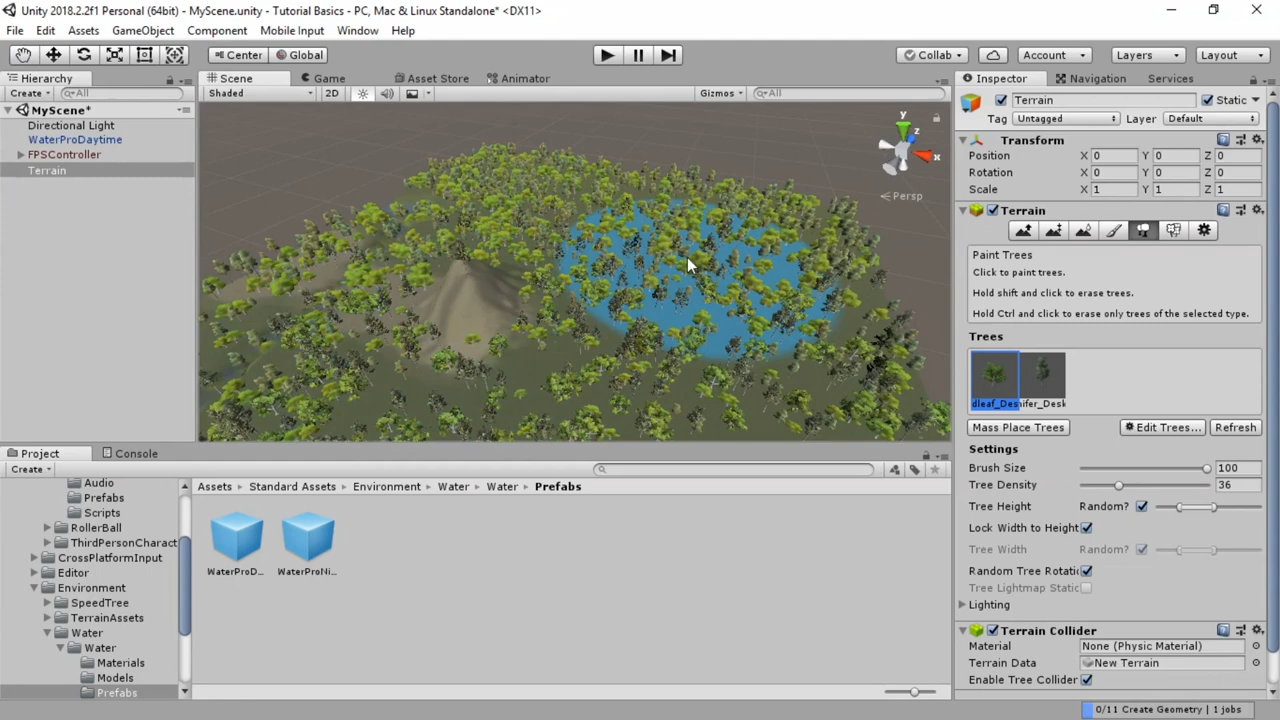 Unity 2018.2.2f1 Personal (64bit) - MyScene.unity - Tutorial Basics - PC, Mac & Linux Standalone* <DX11>
File Edit Assets GameObject Component Mobile Input Window Help
Center Global Collab Account Layers Layout
Hierarchy
Create All
MyScene*
Directional Light
WaterProDaytime
FPSController
Terrain
Scene Game Asset Store Animator
Shaded 2D Gizmos All
y
z
x
Persp
Inspector Navigation Services
Terrain Static
Tag Untagged Layer Default
Transform
Position X 0 Y 0 Z 0
Rotation X 0 Y 0 Z 0
Scale X 1 Y 1 Z 1
Terrain
Paint Trees
Click to paint trees.
Hold shift and click to erase trees.
Hold Ctrl and click to erase only trees of the selected type.
Trees
dleaf_Des nifer_Desk
Mass Place Trees Edit Trees... Refresh
Settings
Brush Size 100
Tree Density 36
Tree Height Random?
Lock Width to Height
Tree Width Random?
Random Tree Rotatic
Tree Lightmap Static
Lighting
Terrain Collider
Material None (Physic Material)
Terrain Data New Terrain
Enable Tree Collider
Project Console
Create
Audio
Prefabs
Scripts
RollerBall
ThirdPersonCharact
CrossPlatformInput
Editor
Environment
SpeedTree
TerrainAssets
Water
Water
Materials
Models
Prefabs
Assets Standard Assets Environment Water Water Prefabs
WaterProD... WaterProNi...
0/11 Create Geometry | 1 jobs